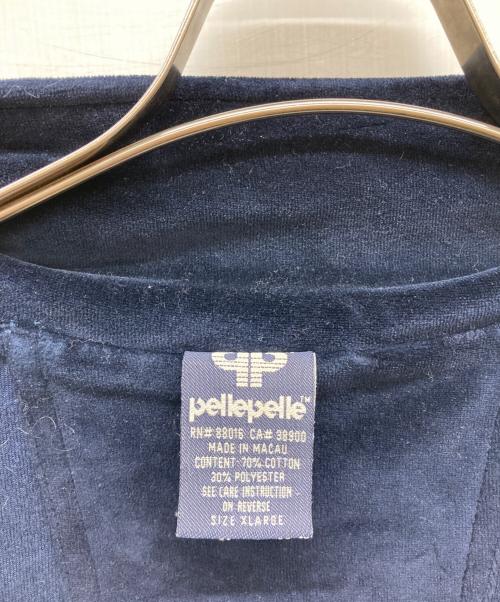 pellepelle™
RN# 88016 CA# 38900
MADE IN MACAU
CONTENT: 70% COTTON
30% POLYESTER
SEE CARE INSTRUCTION -
ON REVERSE
SIZE XLARGE